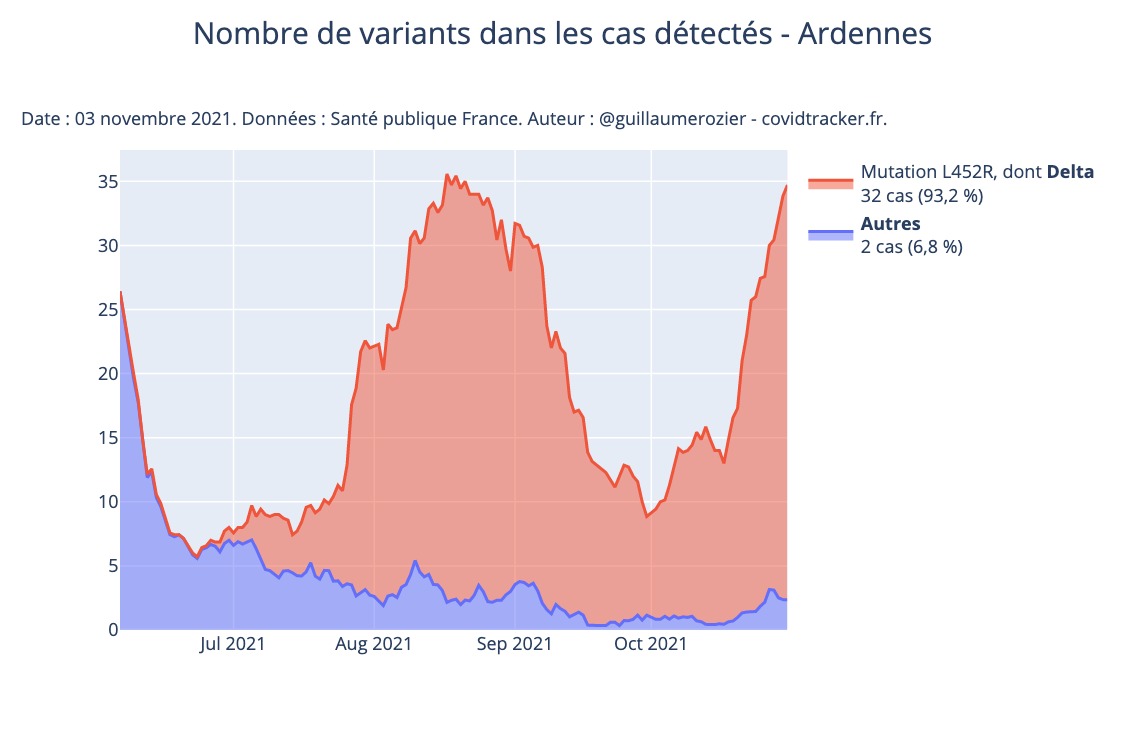 Nombre de variants dans les cas détectés - Ardennes
Date : 03 novembre 2021. Données : Santé publique France. Auteur : @guillaumerozier - covidtracker.fr.
Mutation L452R, dont Delta
32 cas (93,2 %)
Autres
2 cas (6,8 %)
35
30
25
20
15
10
5
0
Jul 2021 Aug 2021 Sep 2021 Oct 2021